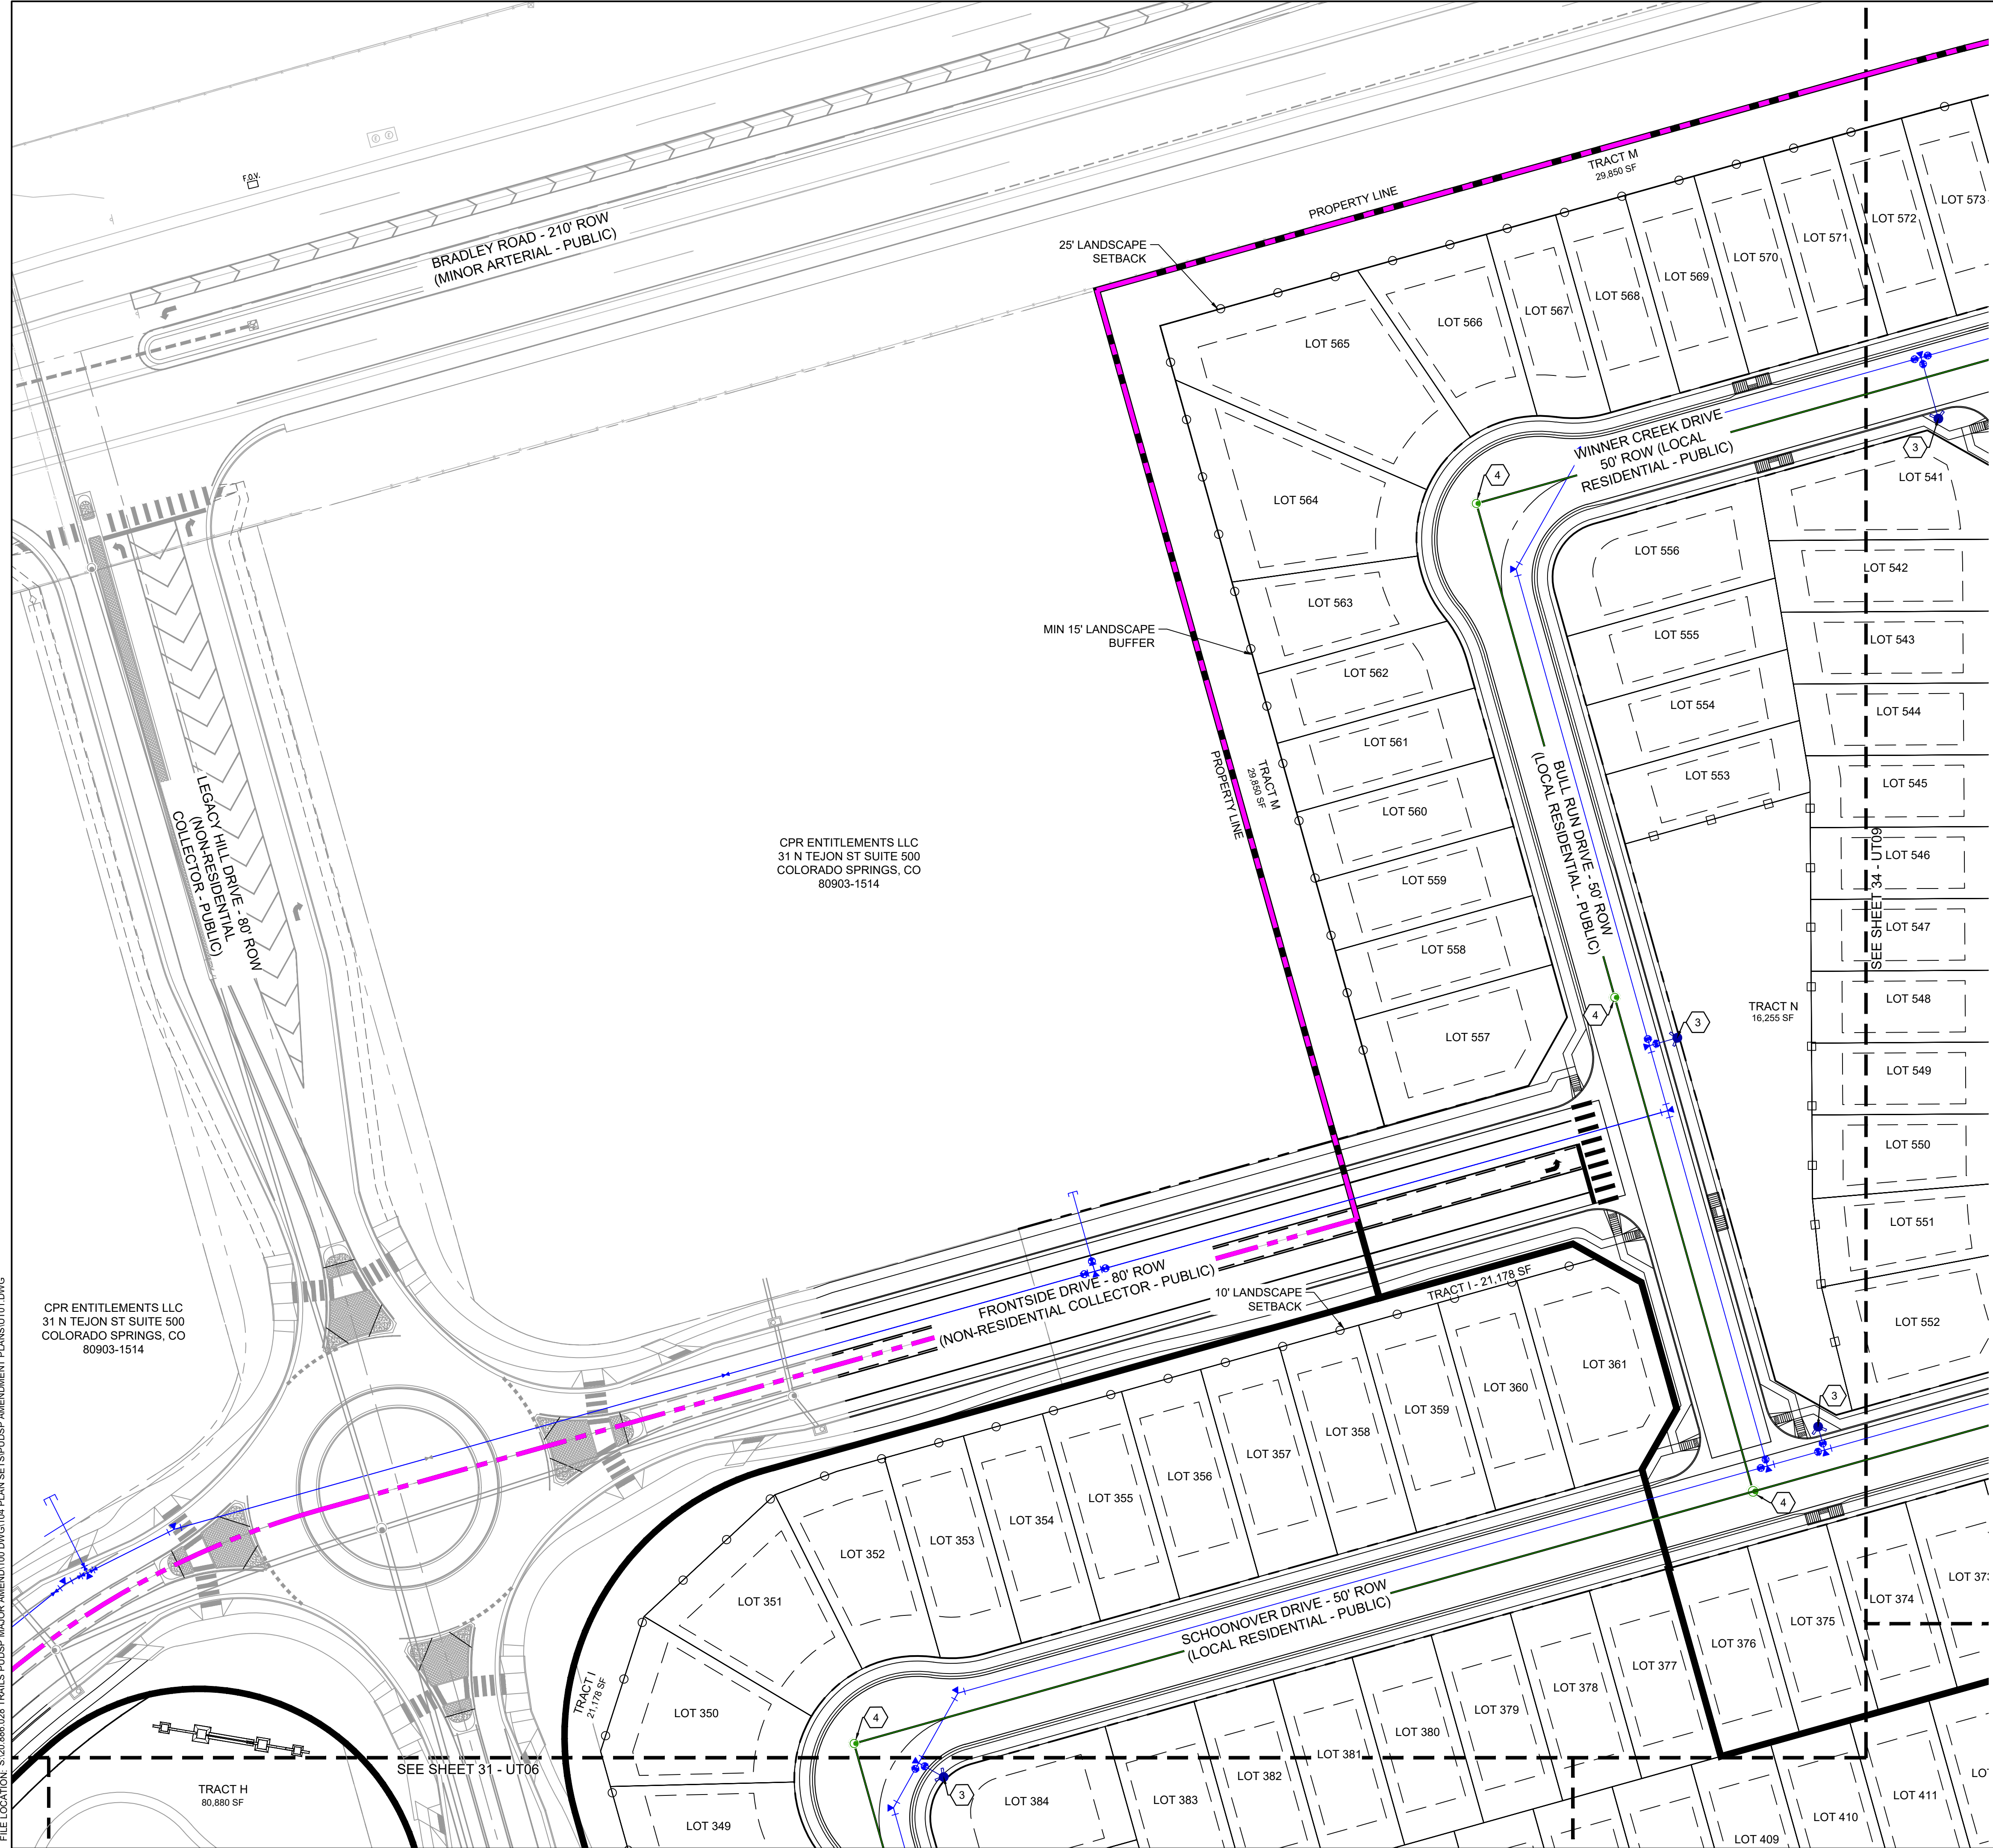 F.O.V.
BRADLEY ROAD - 210' ROW
(MINOR ARTERIAL - PUBLIC)
TRACT M
29,850 SF
PROPERTY LINE
25' LANDSCAPE
SETBACK
LOT 573
LOT 572
LOT 571
LOT 570
LOT 569
LOT 568
LOT 567
LOT 566
LOT 565
LOT 564
WINNER CREEK DRIVE
50' ROW (LOCAL
RESIDENTIAL - PUBLIC)
3
4
LOT 541
LOT 556
LOT 542
LOT 563
MIN 15' LANDSCAPE
BUFFER
LOT 555
LOT 543
LOT 562
LOT 554
LOT 544
LOT 561
LOT 553
LOT 545
TRACT M
29,850 SF
PROPERTY LINE
BULL RUN DRIVE - 50' ROW
(LOCAL RESIDENTIAL - PUBLIC)
LEGACY HILL DRIVE - 80' ROW
(NON-RESIDENTIAL
COLLECTOR - PUBLIC)
CPR ENTITLEMENTS LLC
31 N TEJON ST SUITE 500
COLORADO SPRINGS, CO
80903-1514
LOT 560
LOT 546
SEE SHEET 34 - UT09
LOT 559
LOT 547
LOT 558
LOT 548
TRACT N
16,255 SF
4
3
LOT 557
LOT 549
LOT 550
LOT 551
LOT 552
CPR ENTITLEMENTS LLC
31 N TEJON ST SUITE 500
COLORADO SPRINGS, CO
80903-1514
FRONTSIDE DRIVE - 80' ROW
(NON-RESIDENTIAL COLLECTOR - PUBLIC)
10' LANDSCAPE
SETBACK
TRACT I - 21,178 SF
LOT 361
LOT 360
LOT 359
LOT 358
LOT 357
LOT 356
LOT 355
LOT 354
LOT 353
LOT 352
LOT 351
LOT 350
LOT 349
3
4
SCHOONOVER DRIVE - 50' ROW
(LOCAL RESIDENTIAL - PUBLIC)
LOT 373
LOT 374
LOT 375
LOT 376
LOT 377
LOT 378
LOT 379
LOT 380
LOT 381
LOT 382
LOT 383
LOT 384
4
3
TRACT I
21,178 SF
SEE SHEET 31 - UT06
TRACT H
80,880 SF
LOT 411
LOT 410
LOT 409